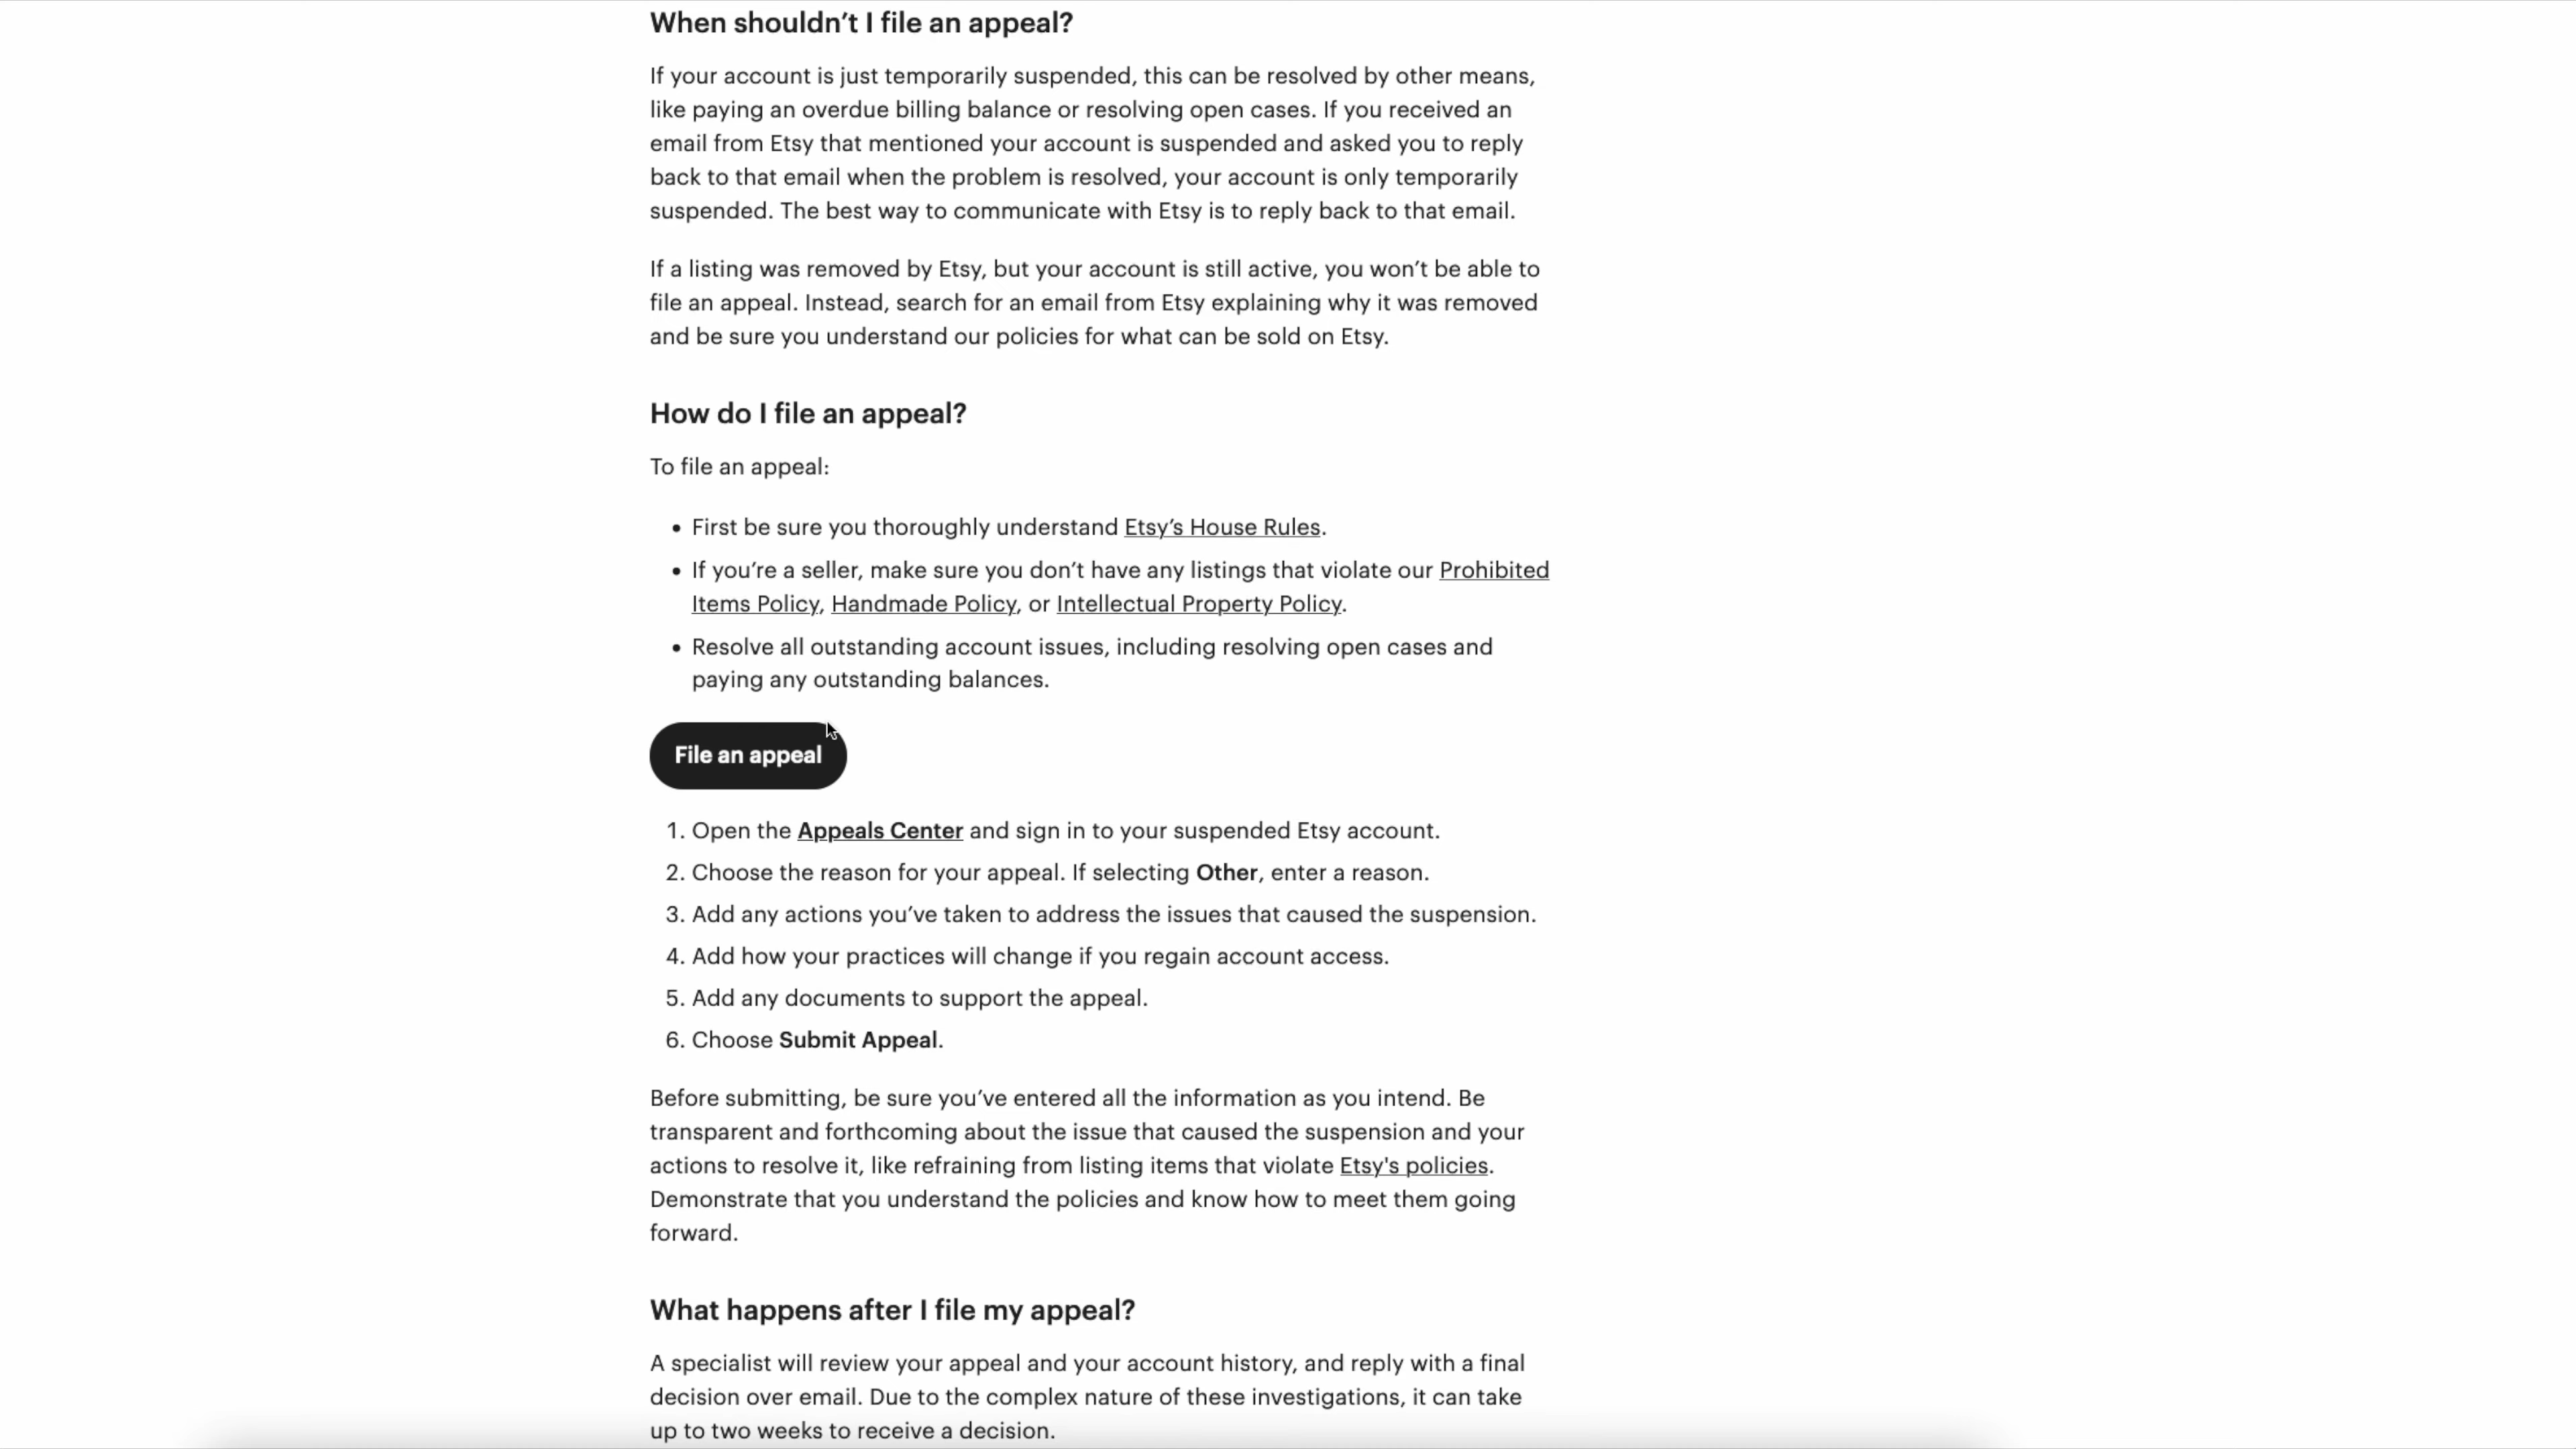 When shouldn’t I file an appeal?
If your account is just temporarily suspended, this can be resolved by other means,
like paying an overdue billing balance or resolving open cases. If you received an
email from Etsy that mentioned your account is suspended and asked you to reply
back to that email when the problem is resolved, your account is only temporarily
suspended. The best way to communicate with Etsy is to reply back to that email.
If a listing was removed by Etsy, but your account is still active, you won’t be able to
file an appeal. Instead, search for an email from Etsy explaining why it was removed
and be sure you understand our policies for what can be sold on Etsy.
How do I file an appeal?
To file an appeal:
• First be sure you thoroughly understand Etsy’s House Rules.
• If you’re a seller, make sure you don’t have any listings that violate our Prohibited
Items Policy, Handmade Policy, or Intellectual Property Policy.
• Resolve all outstanding account issues, including resolving open cases and
paying any outstanding balances.
File an appeal
1. Open the Appeals Center and sign in to your suspended Etsy account.
2. Choose the reason for your appeal. If selecting Other, enter a reason.
3. Add any actions you’ve taken to address the issues that caused the suspension.
4. Add how your practices will change if you regain account access.
5. Add any documents to support the appeal.
6. Choose Submit Appeal.
Before submitting, be sure you’ve entered all the information as you intend. Be
transparent and forthcoming about the issue that caused the suspension and your
actions to resolve it, like refraining from listing items that violate Etsy's policies.
Demonstrate that you understand the policies and know how to meet them going
forward.
What happens after I file my appeal?
A specialist will review your appeal and your account history, and reply with a final
decision over email. Due to the complex nature of these investigations, it can take
up to two weeks to receive a decision.